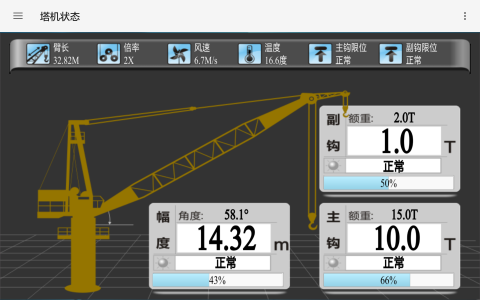 塔机状态
臂长
32.82M
倍率
2X
风速
6.7M/s
温度
16.6度
主钩限位
正常
副钩限位
正常
副钩
额重: 2.0T
1.0 T
正常
50%
幅度
角度: 58.1°
14.32 m
正常
43%
主钩
额重: 15.0T
10.0 T
正常
66%